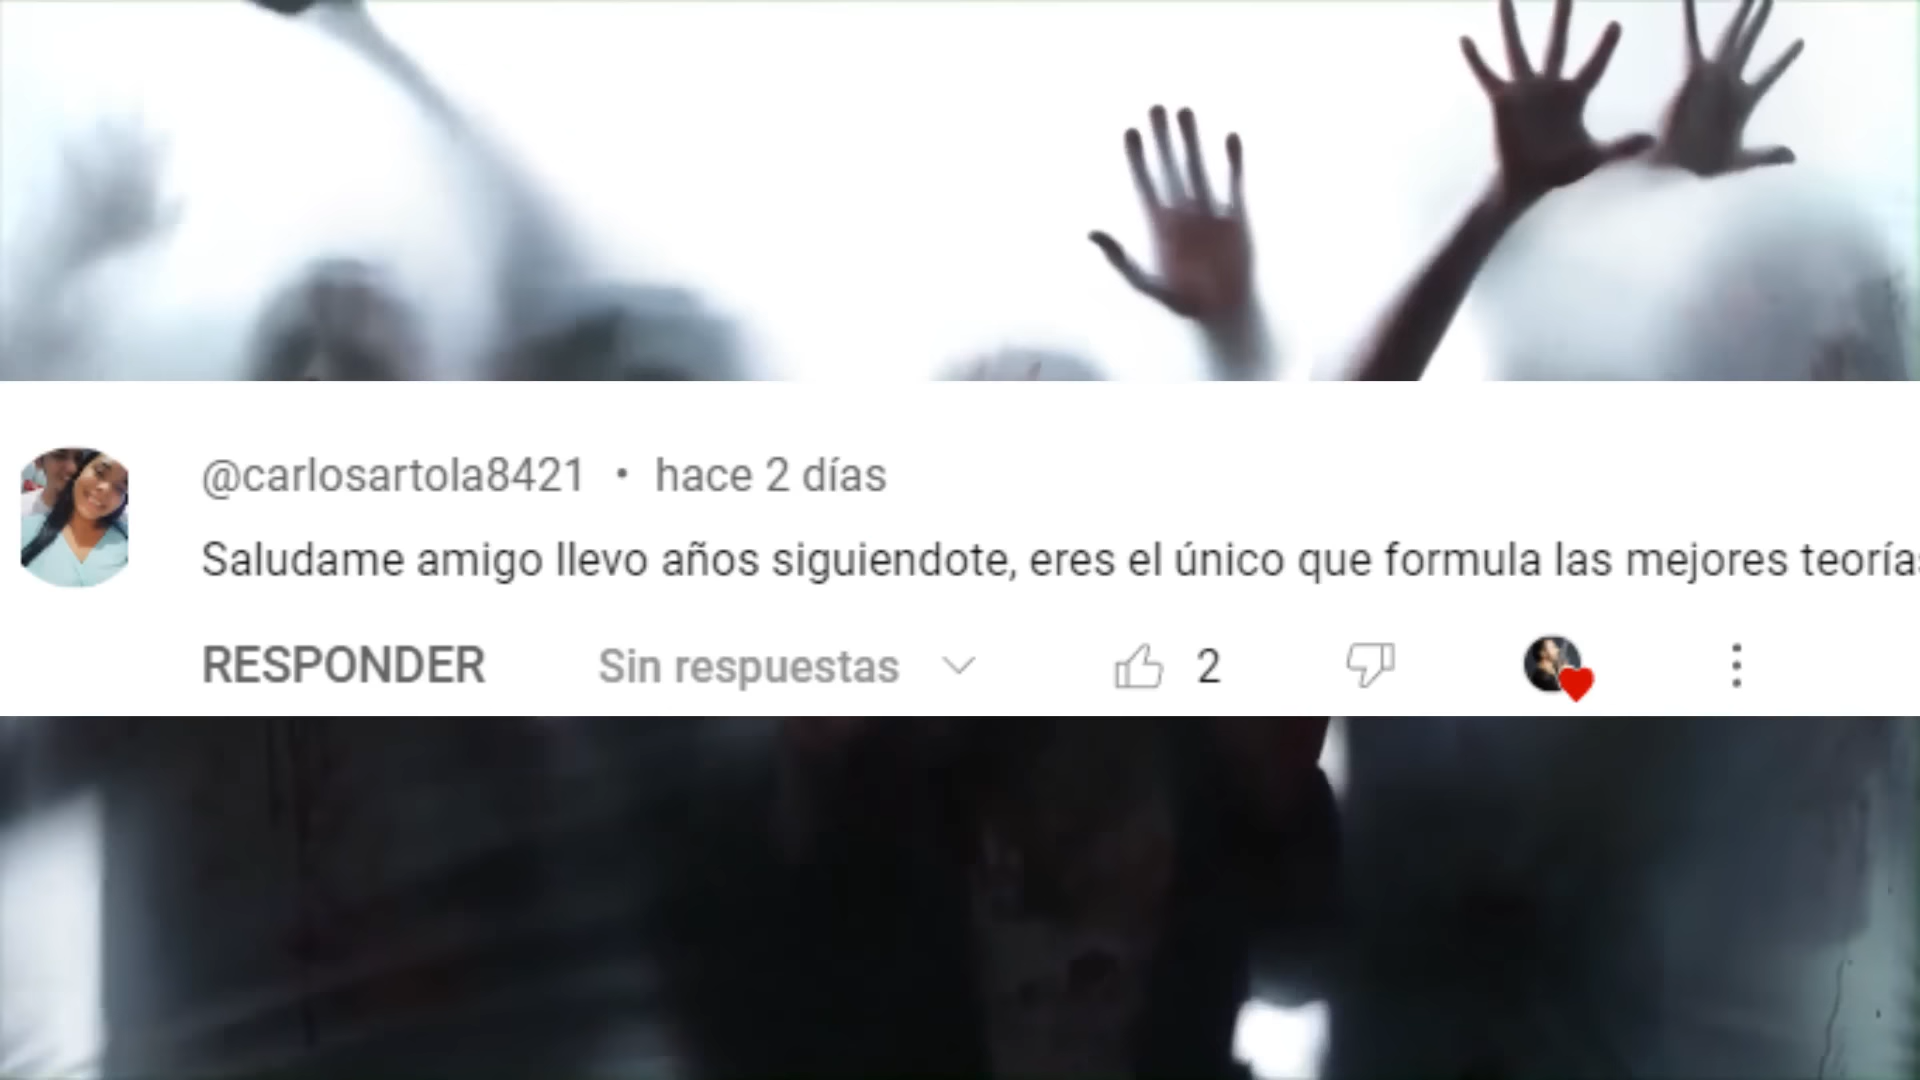 @carlosartola8421 • hace 2 días
Saludame amigo llevo años siguiendote, eres el único que formula las mejores teorías
RESPONDER Sin respuestas 2